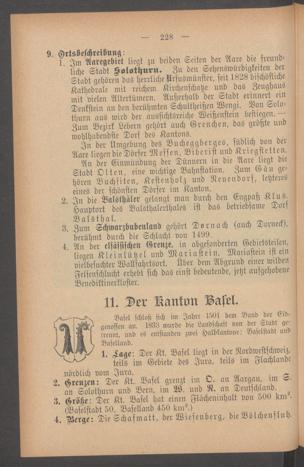 — 228 —
9. Ortsbeschreibung:
1. Im Aaregebiet liegt zu beiden Seiten der Aare die freund-
liche Stadt Solothurn. Zu den Sehenswürdigkeiten der
Stadt gehören das herrliche Ursusmünster, seit 1828 bischöfliche
Kathedrale mit reichem Kirchenschatze und das Zeughaus
mit vielen Altertümern. Außerhalb der Stadt erinnert ein
Denkstein an den berühmten Schultheißen Wengi. Von Solo-
thurn aus wird der aussichtsreiche Weißenstein bestiegen.—
Zum Bezirk Lebern gehört auch Grenchen, das größte und
wohlhabendste Dorf des Kantons.
In der Umgebung des Bucheggberges, südlich von der
Aare liegen die Dörfer Messen, Biberist und Kriegstetten.
An der Einmündung der Dünnern in die Aare liegt die
Stadt Olten, eine wichtige Bahnstation. Zum Gäu ge-
hören Buchsiten, Kestenholz und Neuendorf, letzteres
eines der schönsten Dörfer im Kanton.
2. In die Balsthäler gelangt man durch den Engpaß Klus.
Hauptort des Balsthalerthales ist das betriebsame Dorf
Balsthal.
3. Zum Schwarzbubenland gehört Dornach (auch Dorneck),
berühmt durch die Schlacht von 1499.
4. An der elsässischen Grenze, in abgesonderten Gebietsteilen,
liegen Kleinlützel und Mariastein. Mariastein ist ein
vielbesuchter Wallfahrtsort. Über den Abgrund einer wilden
Felsenschlucht erhebt sich das einst bedeutende, jetzt aufgehobene
Benediktinerkloster.
11. Der Kanton Basel.
Basel schloß sich im Jahre 1501 dem Bund der Eid-
genossen an. 1833 wurde die Landschaft von der Stadt ge-
trennt, und es entstanden zwei Halbkantone: Baselstadt und
Baselland.
1. Lage: Der Kt. Basel liegt in der Nordwestschweiz,
teils im Gebiete des Jura, teils im Flachlande
nördlich vom Jura.
2. Grenzen: Der Kt. Basel grenzt im O. an Aargau, im S.
an Solothurn und Bern, im W. und N. an Deutschland.
3. Größe: Der Kt. Basel hat einen Flächeninhalt von 500 km².
(Baselstadt 50, Baselland 450 km².)
4. Berge: Die Schafmatt, der Wiesenberg, die Bölchenfluh